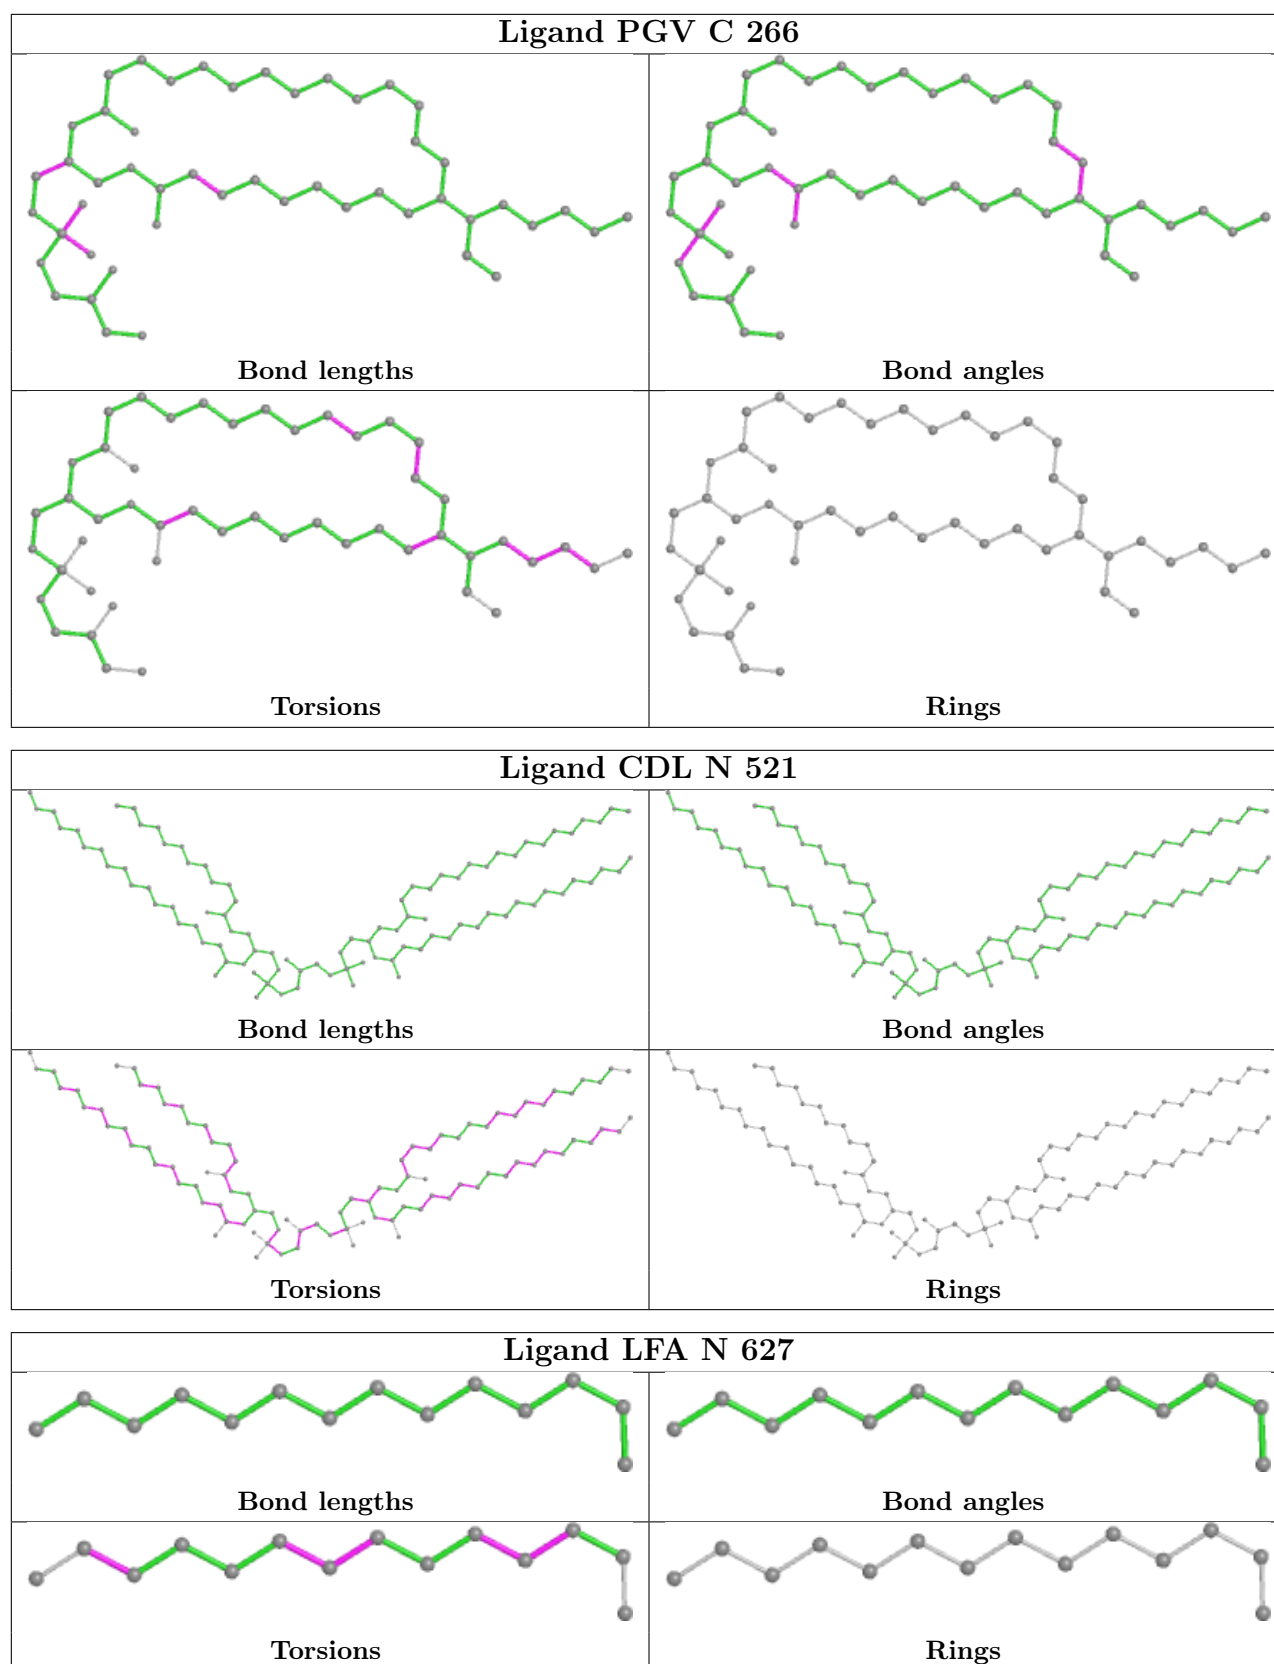 Ligand PGV C 266
Bond lengths
Bond angles
Torsions
Rings
Ligand CDL N 521
Bond lengths
Bond angles
Torsions
Rings
Ligand LFA N 627
Bond lengths
Bond angles
Torsions
Rings